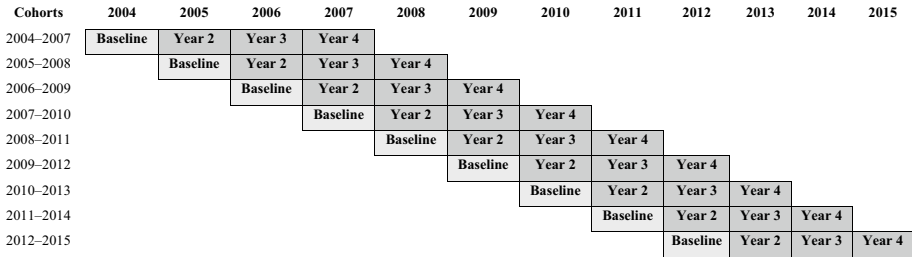 Cohorts 2004 2005 2006 2007 2008 2009 2010 2011 2012 2013 2014 2015
2004–2007 Baseline Year 2 Year 3 Year 4
2005–2008 Baseline Year 2 Year 3 Year 4
2006–2009 Baseline Year 2 Year 3 Year 4
2007–2010 Baseline Year 2 Year 3 Year 4
2008–2011 Baseline Year 2 Year 3 Year 4
2009–2012 Baseline Year 2 Year 3 Year 4
2010–2013 Baseline Year 2 Year 3 Year 4
2011–2014 Baseline Year 2 Year 3 Year 4
2012–2015 Baseline Year 2 Year 3 Year 4